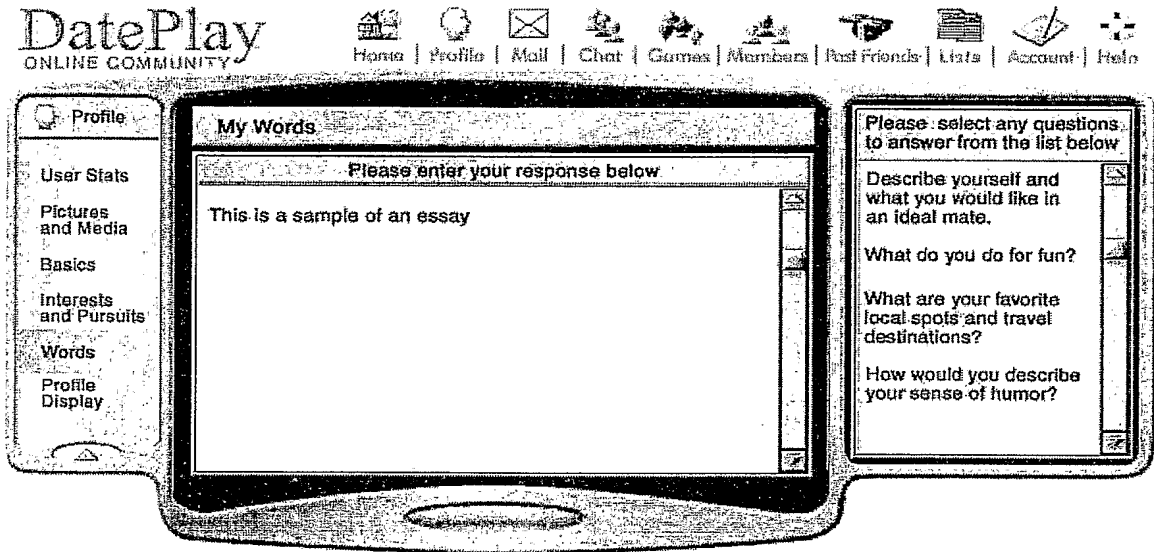 DatePlay
ONLINE COMMUNITY
Home | Profile | Mail | Chat | Games | Members | Past Friends | Lists | Account | Help
Profile
User Stats
Pictures
and Media
Basics
Interests
and Pursuits
Words
Profile
Display
My Words
Please enter your response below
This is a sample of an essay
Please select any questions
to answer from the list below
Describe yourself and
what you would like in
an ideal mate.
What do you do for fun?
What are your favorite
local spots and travel
destinations?
How would you describe
your sense of humor?